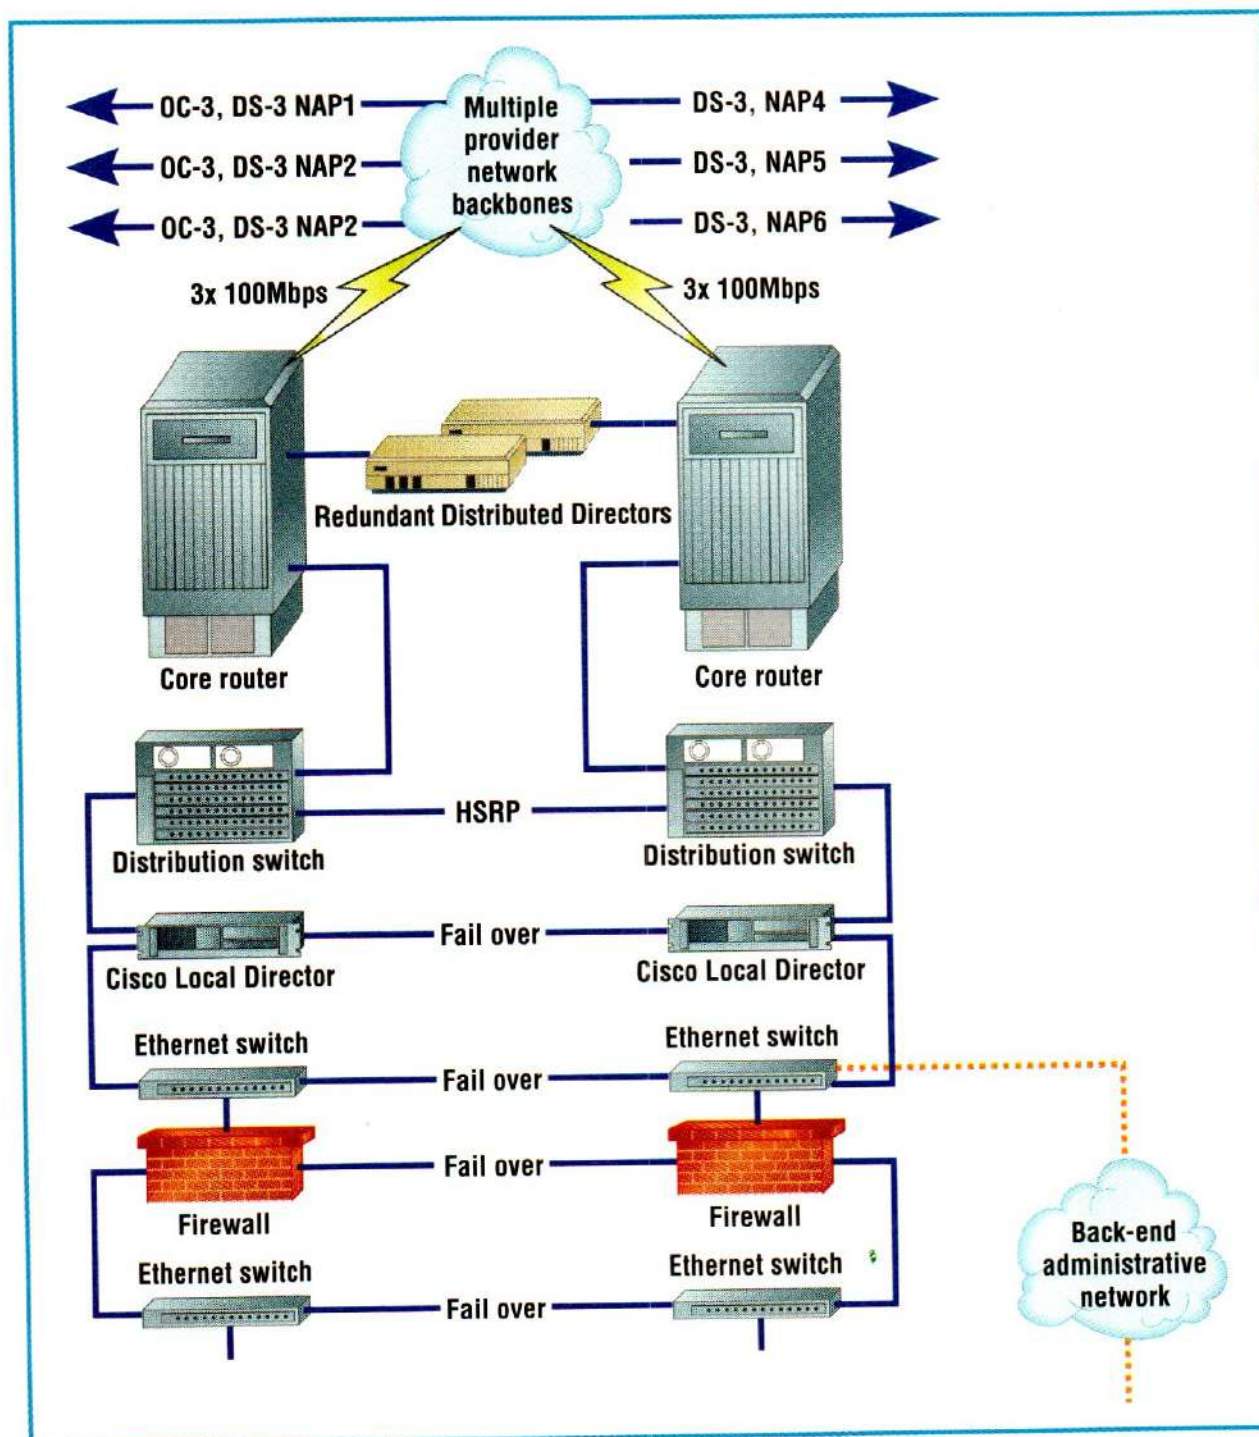 OC-3, DS-3 NAP1
Multiple
provider
network
backbones
DS-3, NAP4
OC-3, DS-3 NAP2
DS-3, NAP5
OC-3, DS-3 NAP2
DS-3, NAP6
3x 100Mbps
3x 100Mbps
Redundant Distributed Directors
Core router
Core router
HSRP
Distribution switch
Distribution switch
Fail over
Cisco Local Director
Cisco Local Director
Ethernet switch
Ethernet switch
Fail over
Fail over
Firewall
Firewall
Back-end
administrative
network
Ethernet switch
Ethernet switch
Fail over